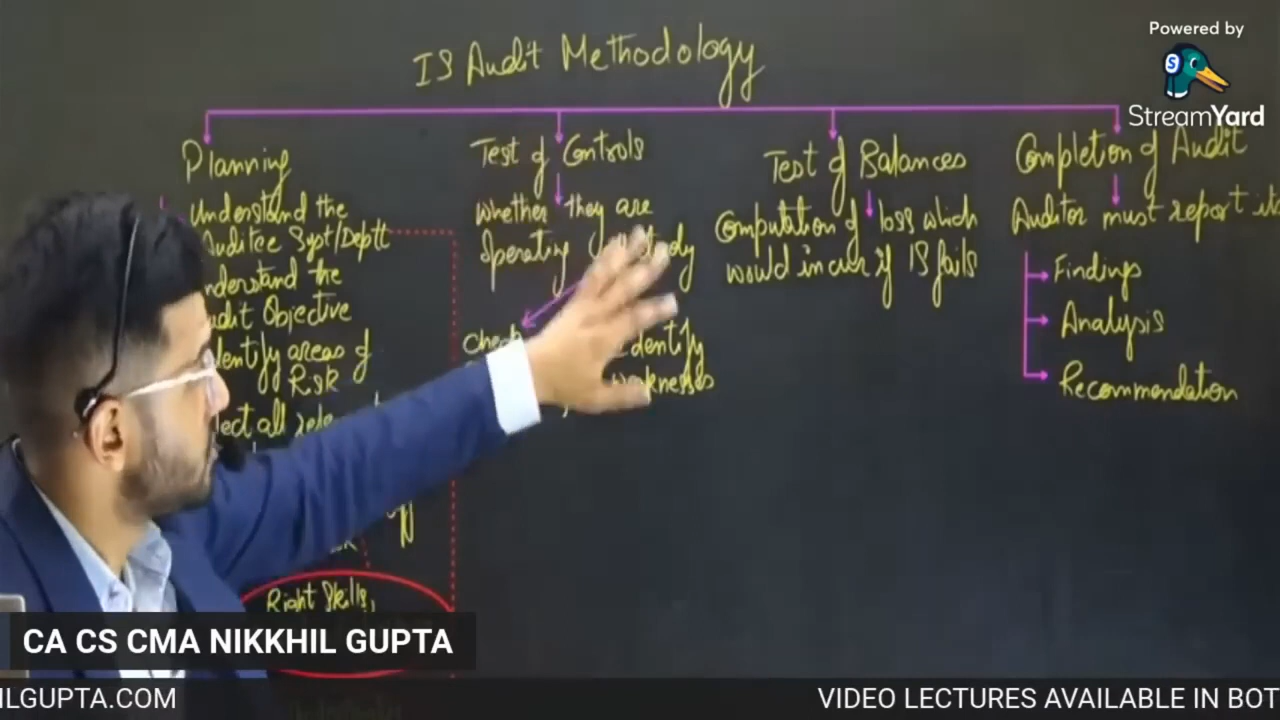 Powered by
StreamYard
IS Audit Methodology
Planning
Understand the
Auditee Syst/Deptt
Understand the
Audit Objective
Identify areas of
Risk
all
Right Skills,
Test of Controls
Whether they are
Operating
Check
Identify
weaknesses
Test of Balances
Computation of loss which
would incur if IS fails
Completion of Audit
Auditor must report its
Findings
Analysis
Recommendation
CA CS CMA NIKKHIL GUPTA
ILGUPTA.COM
VIDEO LECTURES AVAILABLE IN BOT